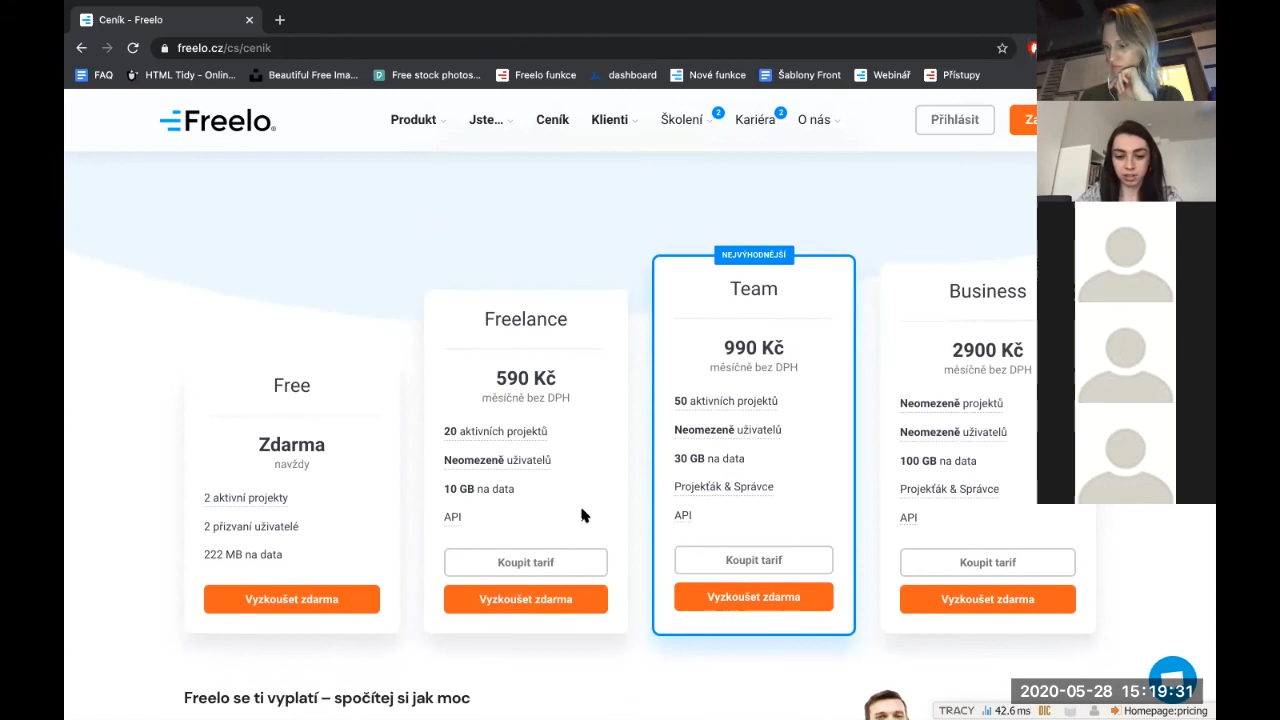 Ceník - Freelo
freelo.cz/cs/cenik
FAQ
HTML Tidy - Onlin...
Beautiful Free Ima...
Free stock photos...
Freelo funkce
dashboard
Nové funkce
Šablony Front
Webinář
Přístupy
Freelo
Produkt
Jste...
Ceník
Klienti
Školení 2
Kariéra 2
O nás
Přihlásit
Za
Free
Zdarma
navždy
2 aktivní projekty
2 přizvaní uživatelé
222 MB na data
Vyzkoušet zdarma
Freelance
590 Kč
měsíčně bez DPH
20 aktivních projektů
Neomezeně uživatelů
10 GB na data
API
Koupit tarif
Vyzkoušet zdarma
NEJVÝHODNĚJŠÍ
Team
990 Kč
měsíčně bez DPH
50 aktivních projektů
Neomezeně uživatelů
30 GB na data
Projekťák & Správce
API
Koupit tarif
Vyzkoušet zdarma
Business
2900 Kč
měsíčně bez DPH
Neomezeně projektů
Neomezeně uživatelů
100 GB na data
Projekťák & Správce
API
Koupit tarif
Vyzkoušet zdarma
Freelo se ti vyplatí – spočítej si jak moc
2020-05-28 15:19:31
TRACY 42.6 ms DIC Homepage:pricing